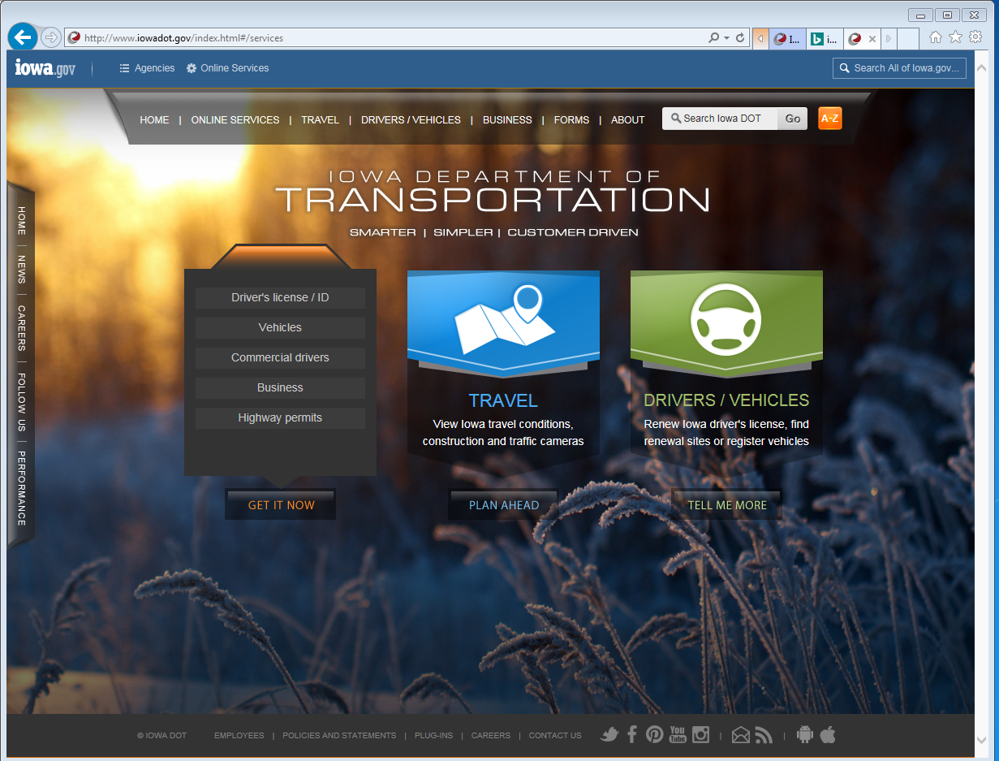 http://www.iowadot.gov/index.html#/services
I...
i...
iowa.gov
Agencies
Online Services
Search All of Iowa.gov...
HOME | ONLINE SERVICES | TRAVEL | DRIVERS / VEHICLES | BUSINESS | FORMS | ABOUT
Search Iowa DOT
Go
A-Z
IOWA DEPARTMENT OF
TRANSPORTATION
SMARTER | SIMPLER | CUSTOMER DRIVEN
HOME | NEWS | CAREERS | FOLLOW US | PERFORMANCE
Driver's license / ID
Vehicles
Commercial drivers
Business
Highway permits
GET IT NOW
TRAVEL
View Iowa travel conditions,
construction and traffic cameras
PLAN AHEAD
DRIVERS / VEHICLES
Renew Iowa driver's license, find
renewal sites or register vehicles
TELL ME MORE
© IOWA DOT
EMPLOYEES | POLICIES AND STATEMENTS | PLUG-INS | CAREERS | CONTACT US
You
Tube